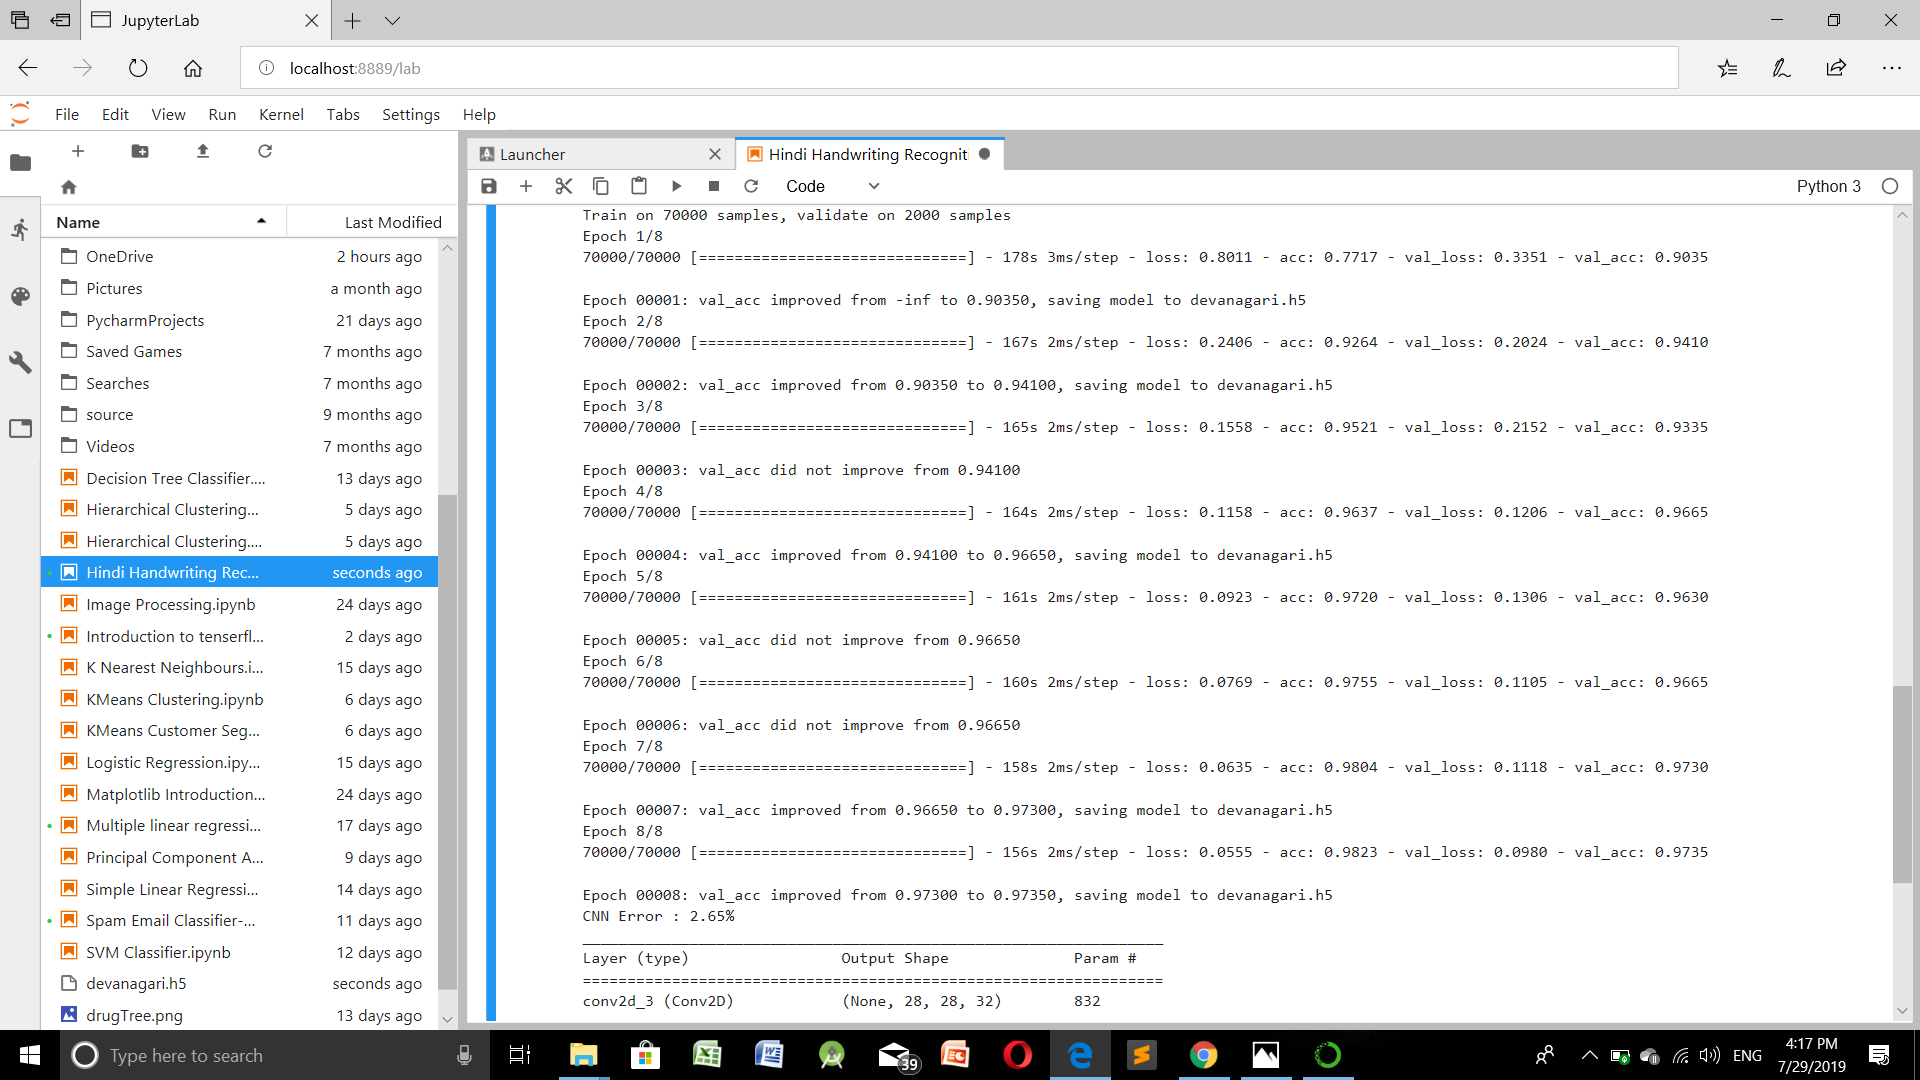 JupyterLab
localhost:8889/lab
File Edit View Run Kernel Tabs Settings Help
Launcher
Hindi Handwriting Recogniti
Code
Python 3
Name Last Modified
OneDrive 2 hours ago
Pictures a month ago
PycharmProjects 21 days ago
Saved Games 7 months ago
Searches 7 months ago
source 9 months ago
Videos 7 months ago
Decision Tree Classifier.... 13 days ago
Hierarchical Clustering... 5 days ago
Hierarchical Clustering.... 5 days ago
Hindi Handwriting Rec... seconds ago
Image Processing.ipynb 24 days ago
Introduction to tenserfl... 2 days ago
K Nearest Neighbours.i... 15 days ago
KMeans Clustering.ipynb 6 days ago
KMeans Customer Seg... 6 days ago
Logistic Regression.ipy... 15 days ago
Matplotlib Introduction... 24 days ago
Multiple linear regressi... 17 days ago
Principal Component A... 9 days ago
Simple Linear Regressi... 14 days ago
Spam Email Classifier-... 11 days ago
SVM Classifier.ipynb 12 days ago
devanagari.h5 seconds ago
drugTree.png 13 days ago
Train on 70000 samples, validate on 2000 samples
Epoch 1/8
70000/70000 [==============================] - 178s 3ms/step - loss: 0.8011 - acc: 0.7717 - val_loss: 0.3351 - val_acc: 0.9035
Epoch 00001: val_acc improved from -inf to 0.90350, saving model to devanagari.h5
Epoch 2/8
70000/70000 [==============================] - 167s 2ms/step - loss: 0.2406 - acc: 0.9264 - val_loss: 0.2024 - val_acc: 0.9410
Epoch 00002: val_acc improved from 0.90350 to 0.94100, saving model to devanagari.h5
Epoch 3/8
70000/70000 [==============================] - 165s 2ms/step - loss: 0.1558 - acc: 0.9521 - val_loss: 0.2152 - val_acc: 0.9335
Epoch 00003: val_acc did not improve from 0.94100
Epoch 4/8
70000/70000 [==============================] - 164s 2ms/step - loss: 0.1158 - acc: 0.9637 - val_loss: 0.1206 - val_acc: 0.9665
Epoch 00004: val_acc improved from 0.94100 to 0.96650, saving model to devanagari.h5
Epoch 5/8
70000/70000 [==============================] - 161s 2ms/step - loss: 0.0923 - acc: 0.9720 - val_loss: 0.1306 - val_acc: 0.9630
Epoch 00005: val_acc did not improve from 0.96650
Epoch 6/8
70000/70000 [==============================] - 160s 2ms/step - loss: 0.0769 - acc: 0.9755 - val_loss: 0.1105 - val_acc: 0.9665
Epoch 00006: val_acc did not improve from 0.96650
Epoch 7/8
70000/70000 [==============================] - 158s 2ms/step - loss: 0.0635 - acc: 0.9804 - val_loss: 0.1118 - val_acc: 0.9730
Epoch 00007: val_acc improved from 0.96650 to 0.97300, saving model to devanagari.h5
Epoch 8/8
70000/70000 [==============================] - 156s 2ms/step - loss: 0.0555 - acc: 0.9823 - val_loss: 0.0980 - val_acc: 0.9735
Epoch 00008: val_acc improved from 0.97300 to 0.97350, saving model to devanagari.h5
CNN Error : 2.65%
_________________________________________________________________
Layer (type) Output Shape Param #
=================================================================
conv2d_3 (Conv2D) (None, 28, 28, 32) 832
Type here to search
39
ENG
4:17 PM
7/29/2019